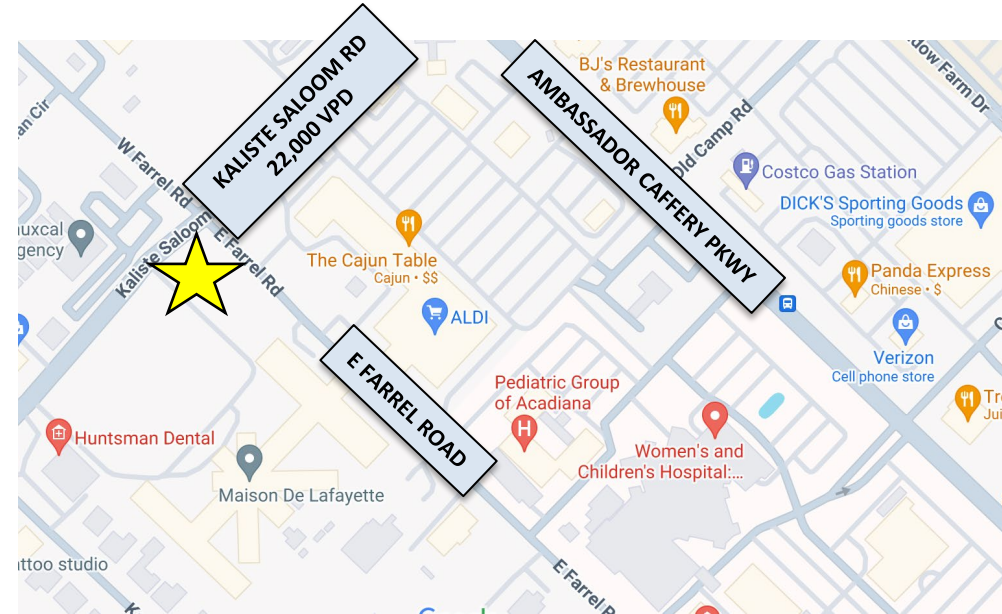 KALISTE SALOOM RD
22,000 VPD
AMBASSADOR CAFFERY PKWY
BJ's Restaurant
& Brewhouse
Farm Dr
Old Camp Rd
W Farrel Rd
Costco Gas Station
DICK'S Sporting Goods
Sporting goods store
Kaliste Saloom
E Farrel Rd
The Cajun Table
Cajun • $$
Panda Express
Chinese • $
ALDI
Verizon
Cell phone store
E FARREL ROAD
Pediatric Group
of Acadiana
Huntsman Dental
Women's and
Children's Hospital:...
Maison De Lafayette
studio
E Farrel